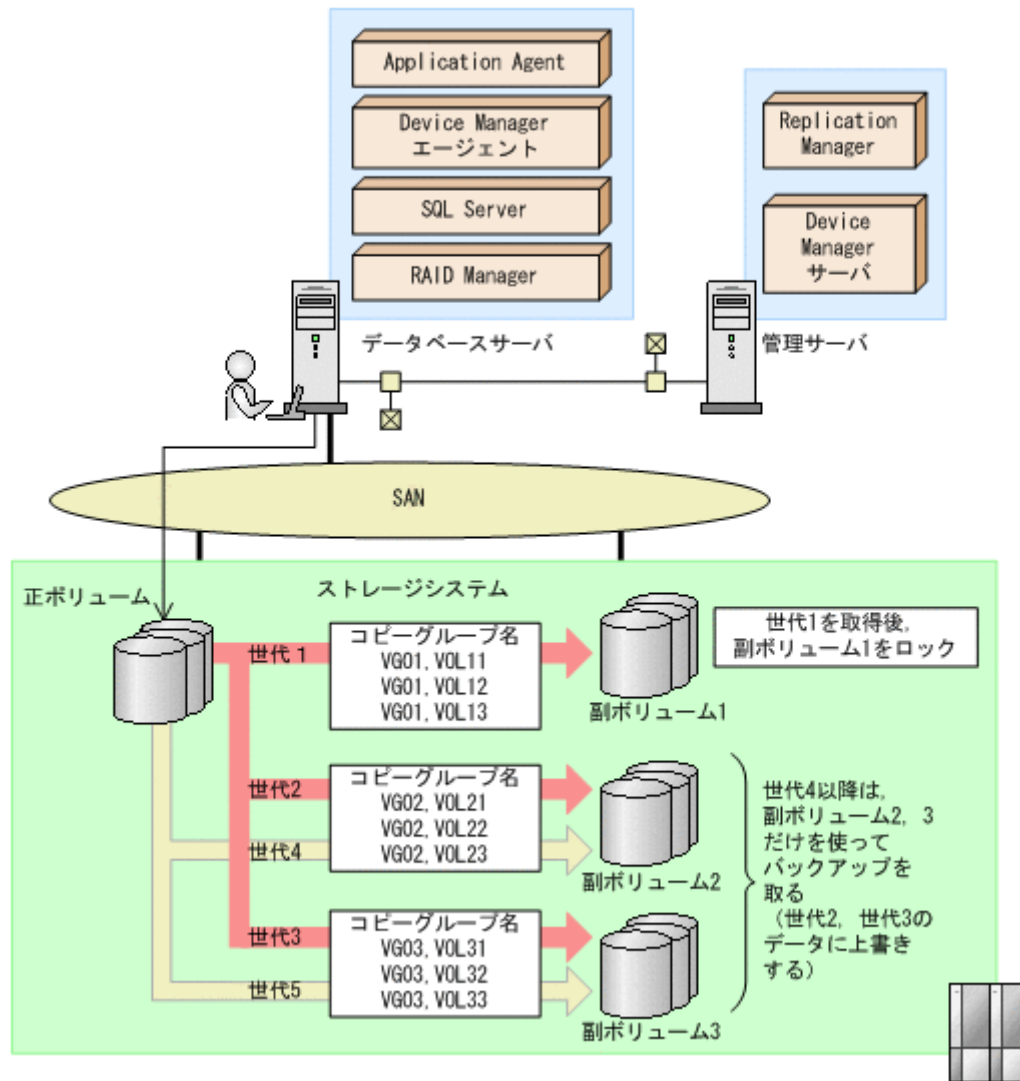 Application Agent
Device Manager
エージェント
SQL Server
RAID Manager
Replication
Manager
Device
Manager
サーバ
データベースサーバ
管理サーバ
SAN
ストレージシステム
正ボリューム
世代1
コピーグループ名
VG01,VOL11
VG01,VOL12
VG01,VOL13
副ボリューム1
世代1を取得後,
副ボリューム1をロック
世代2
世代4
コピーグループ名
VG02,VOL21
VG02,VOL22
VG02,VOL23
副ボリューム2
世代3
世代5
コピーグループ名
VG03,VOL31
VG03,VOL32
VG03,VOL33
副ボリューム3
世代4以降は,
副ボリューム2, 3
だけを使って
バックアップを
取る
(世代2, 世代3の
データに上書き
する)